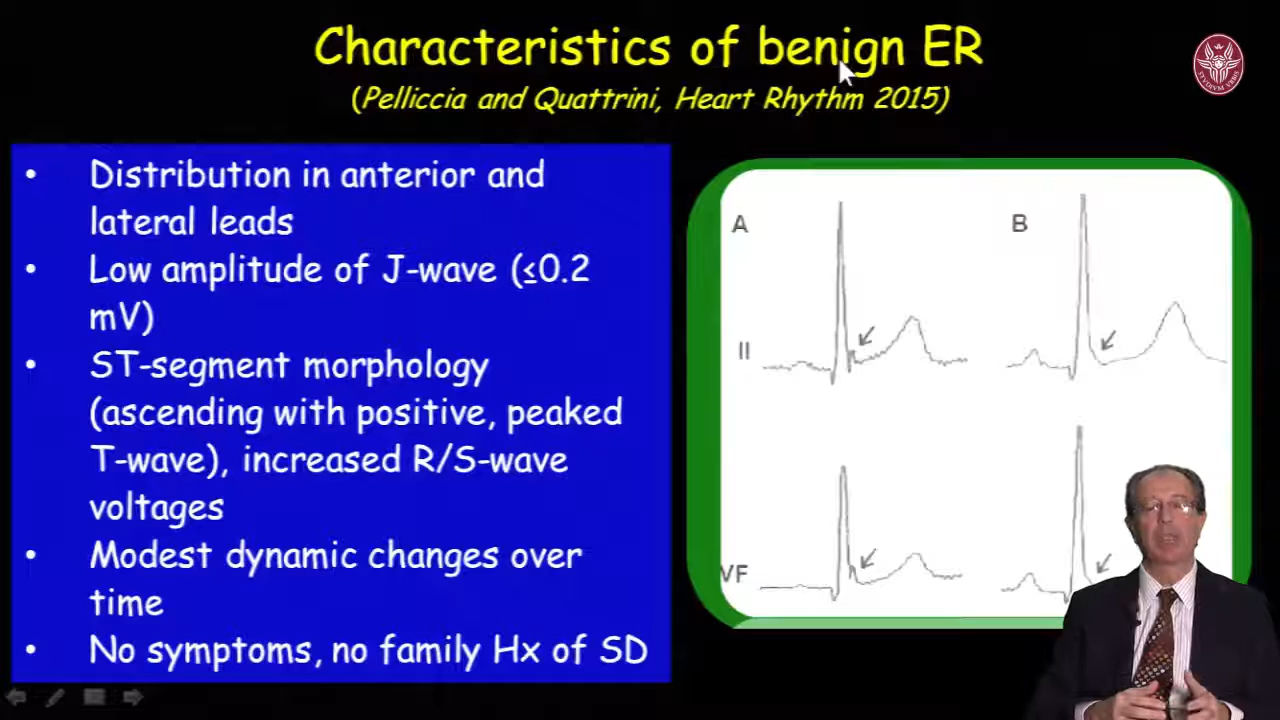 Characteristics of benign ER
(Pelliccia and Quattrini, Heart Rhythm 2015)
• Distribution in anterior and
lateral leads
• Low amplitude of J-wave (≤0.2
mV)
• ST-segment morphology
(ascending with positive, peaked
T-wave), increased R/S-wave
voltages
• Modest dynamic changes over
time
• No symptoms, no family Hx of SD
A
B
II
VF